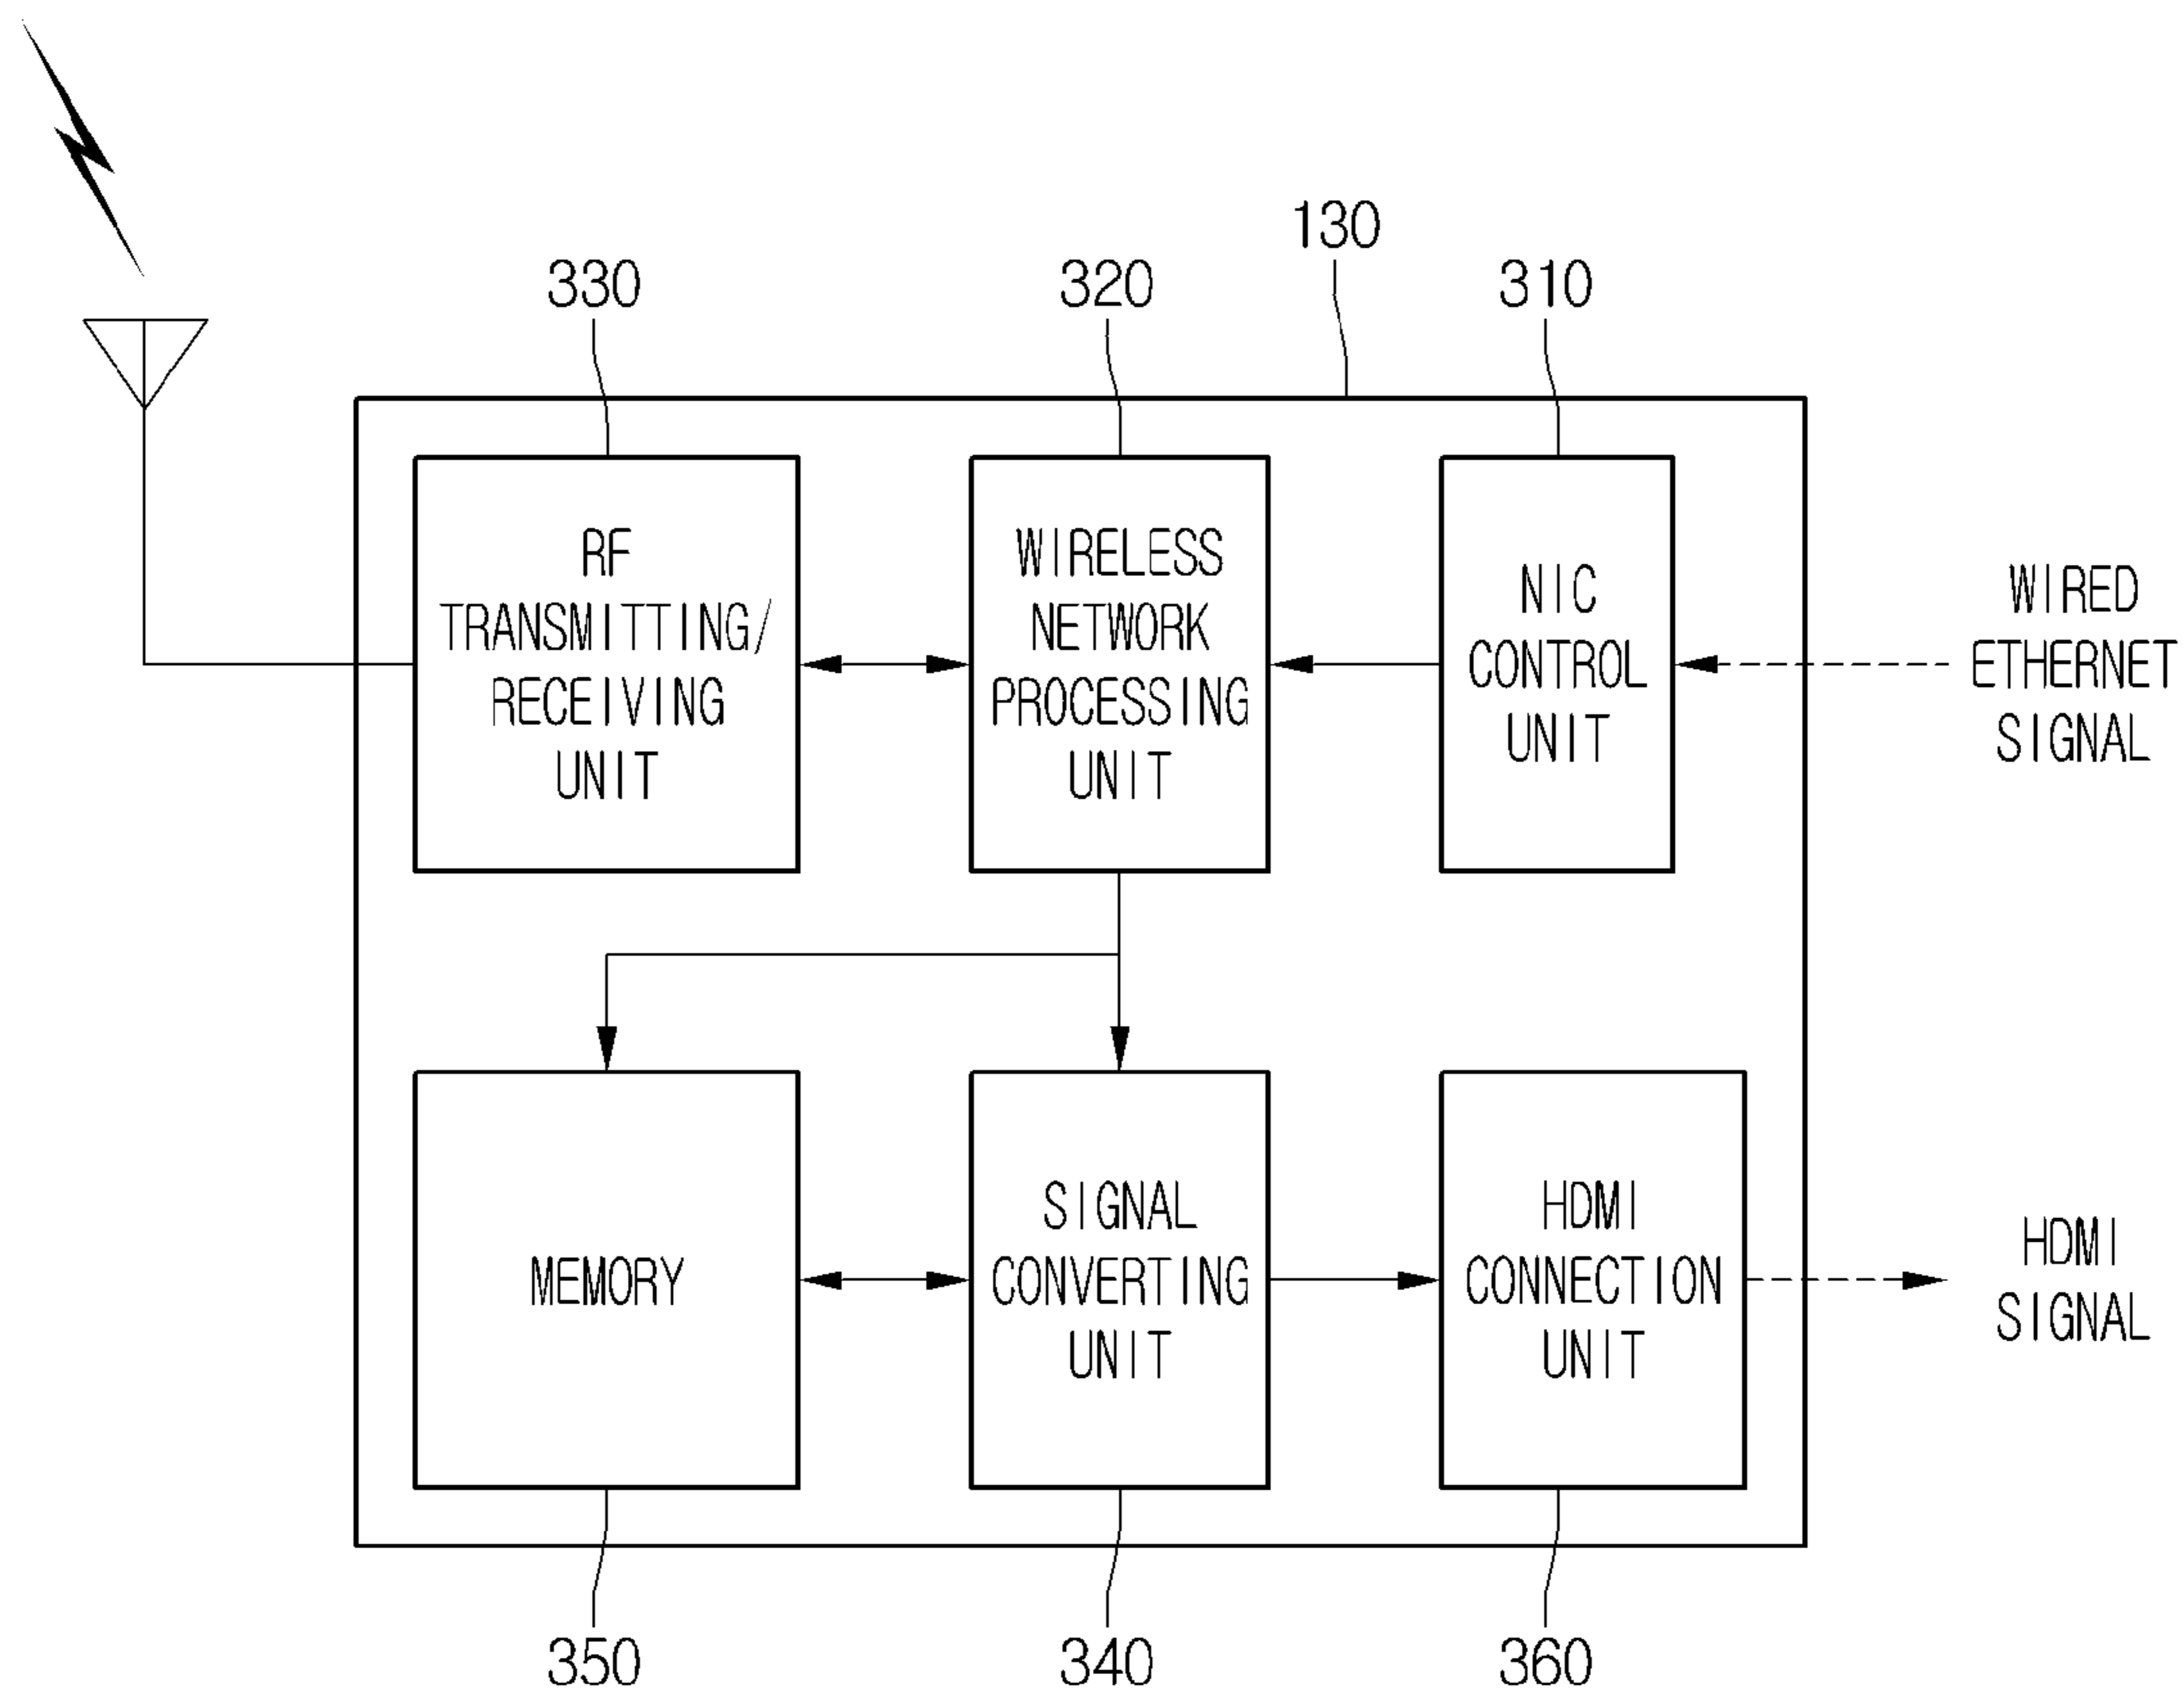 130
330
320
310
RF
TRANSMITTING/
RECEIVING
UNIT
WIRELESS
NETWORK
PROCESSING
UNIT
NIC
CONTROL
UNIT
WIRED
ETHERNET
SIGNAL
MEMORY
SIGNAL
CONVERTING
UNIT
HDMI
CONNECTION
UNIT
HDMI
SIGNAL
350
340
360